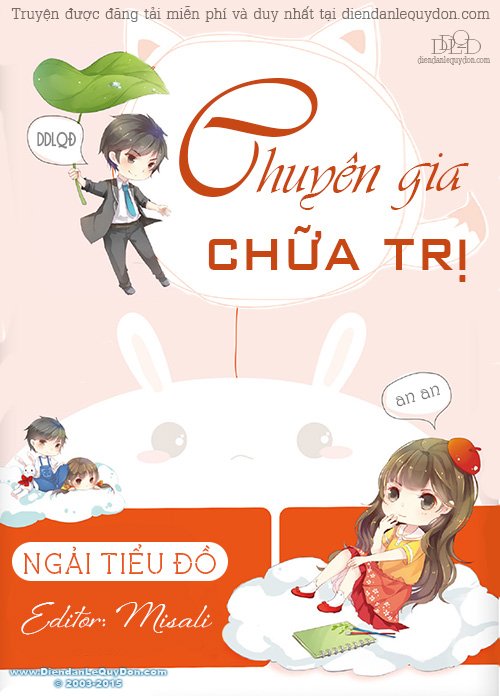 Truyện được đăng tải miễn phí và duy nhất tại diendanlequydon.com
DDLQD
diendanlequydon.com
DDLQĐ
Chuyên gia
CHỮA TRỊ
an an
NGẢI TIỂU ĐỒ
Editor: Misali
www.DiendanLeQuyDon.com
© 2003-2015